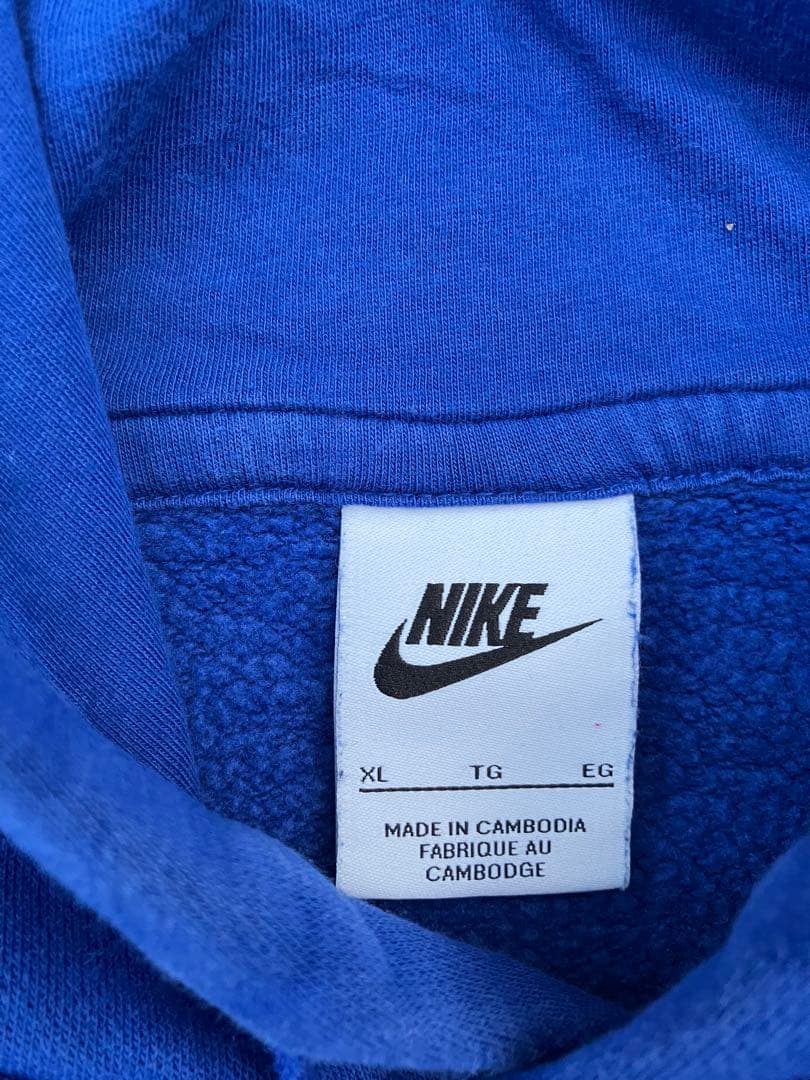 NIKE
XL TG EG
MADE IN CAMBODIA
FABRIQUE AU
CAMBODGE